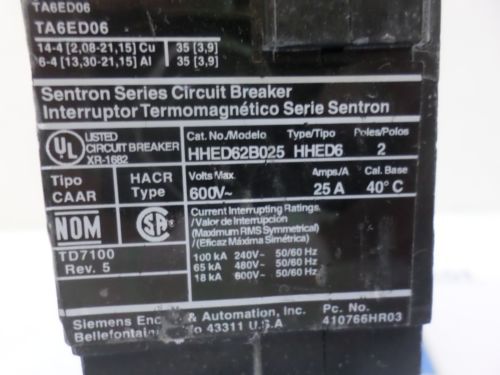 TA6ED06
TA6ED06
14-4 [2,08-21,15] Cu 35 [3,9]
6-4 [13,30-21,15] Al 35 [3,9]
Sentron Series Circuit Breaker
Interruptor Termomagnético Serie Sentron
UL LISTED
CIRCUIT BREAKER
XR-1682
Cat. No./Modelo Type/Tipo Poles/Polos
HHED62B025 HHED6 2
Tipo CAAR
HACR Type
Volts Max. Amps/A Cal. Base
600V~ 25 A 40° C
NOM
SA
Current Interrupting Ratings
/Valor de Interrupción
(Maximum RMS Symmetrical)
/(Eficaz Máxima Simétrica)
TD7100
Rev. 5
100 kA 240V~ 50/60 Hz
65 kA 480V~ 50/60 Hz
18 kA 600V~ 50/60 Hz
Siemens & Automation, Inc. Pc. No.
43311 U.S.A 410766HR03